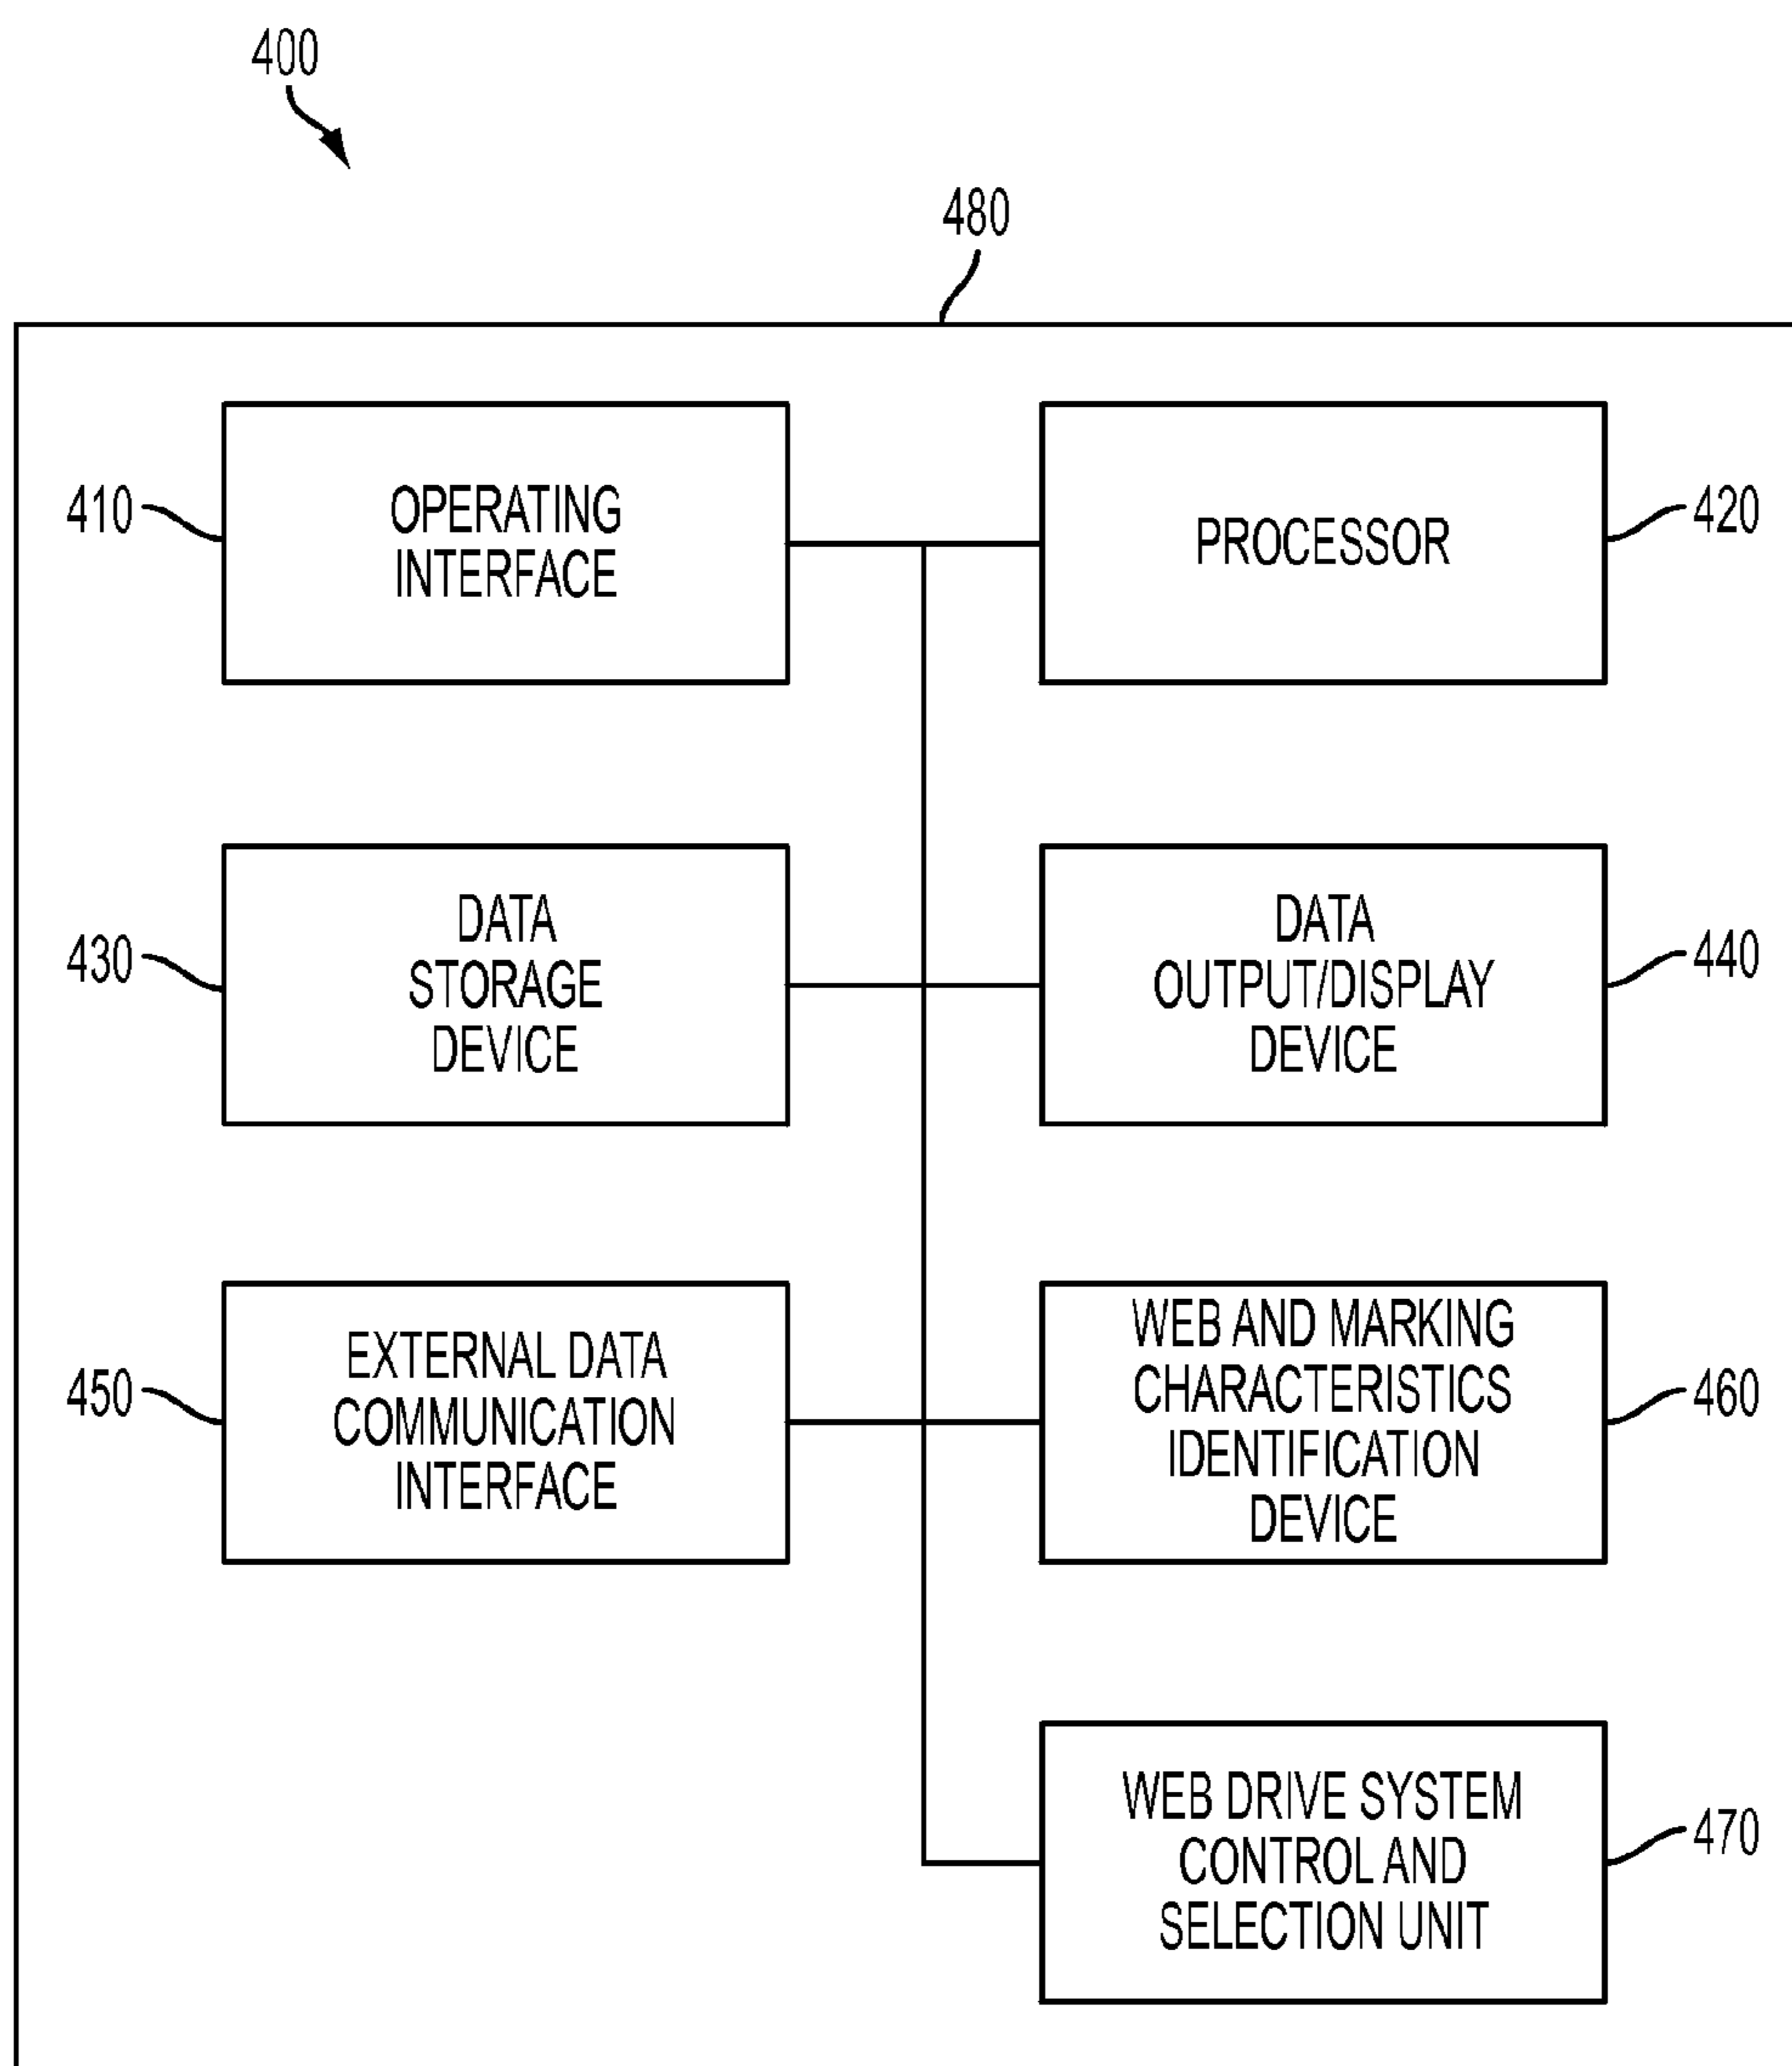 400
480
410
OPERATING
INTERFACE
PROCESSOR
420
430
DATA
STORAGE
DEVICE
DATA
OUTPUT/DISPLAY
DEVICE
440
450
EXTERNAL DATA
COMMUNICATION
INTERFACE
WEB AND MARKING
CHARACTERISTICS
IDENTIFICATION
DEVICE
460
WEB DRIVE SYSTEM
CONTROL AND
SELECTION UNIT
470